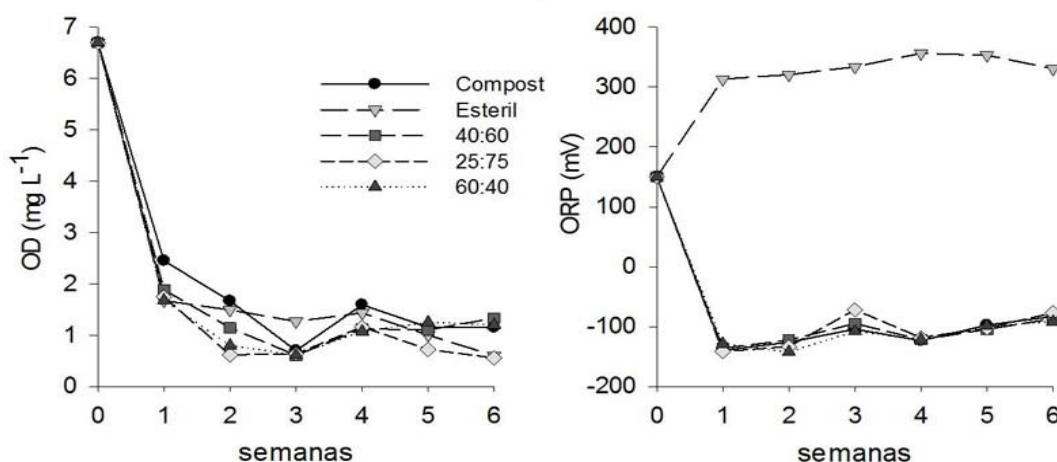 7
6
5
4
3
2
1
0
OD (mg L⁻¹)
0 1 2 3 4 5 6
semanas
Compost
Esteril
40:60
25:75
60:40
400
300
200
150
0
-100
-200
ORP (mV)
0 1 2 3 4 5 6
semanas